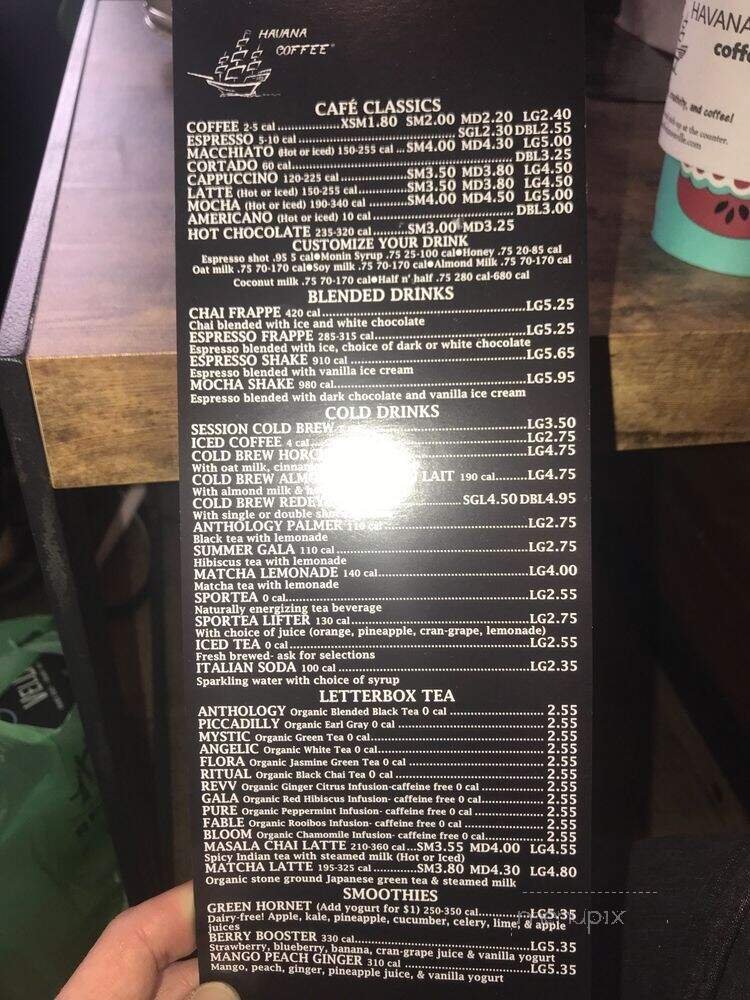 HAVANA
COFFEE®
HAVANA
coffe
and coffee!
up at the counter.
CAFÉ CLASSICS
COFFEE 2-5 cal....................XSM1.80 SM2.00 MD2.20 LG2.40
ESPRESSO 5-10 cal.................... SGL2.30 DBL2.55
MACCHIATO (Hot or iced) 150-255 cal ...SM4.00 MD4.30 LG5.00
CORTADO 60 cal.................... DBL3.25
CAPPUCCINO 120-225 cal....................SM3.50 MD3.80 LG4.50
LATTE (Hot or iced) 150-255 cal....................SM3.50 MD3.80 LG4.50
MOCHA (Hot or iced) 190-340 cal....................SM4.00 MD4.50 LG5.00
AMERICANO (Hot or iced) 10 cal.................... DBL3.00
HOT CHOCOLATE 235-320 cal....................SM3.00 MD3.25
CUSTOMIZE YOUR DRINK
Espresso shot .95 5 cal●Monin Syrup .75 25-100 cal●Honey .75 20-85 cal
Oat milk .75 70-170 cal●Soy milk .75 70-170 cal●Almond Milk .75 70-170 cal
Coconut milk .75 70-170 cal●Half n' half .75 280 cal-680 cal
BLENDED DRINKS
CHAI FRAPPE 420 cal....................LG5.25
Chai blended with ice and white chocolate
ESPRESSO FRAPPE 285-315 cal....................LG5.25
Espresso blended with ice, choice of dark or white chocolate
ESPRESSO SHAKE 910 cal ....................LG5.65
Espresso blended with vanilla ice cream
MOCHA SHAKE 980 cal....................LG5.95
Espresso blended with dark chocolate and vanilla ice cream
COLD DRINKS
SESSION COLD BREW ....................LG3.50
ICED COFFEE 4 cal....................LG2.75
COLD BREW ....................LG4.75
With oat milk,
COLD BREW LAIT 190 cal....................LG4.75
With almond milk &
COLD BREW REDEY .................... SGL4.50 DBL4.95
With single or double
ANTHOLOGY PALMER 110 cal....................LG2.75
Black tea with lemonade
SUMMER GALA 110 cal....................LG2.75
Hibiscus tea with lemonade
MATCHA LEMONADE 140 cal....................LG4.00
Matcha tea with lemonade
SPORTEA 0 cal....................LG2.55
Naturally energizing tea beverage
SPORTEA LIFTER 130 cal....................LG2.75
With choice of juice (orange, pineapple, cran-grape, lemonade)
ICED TEA 0 cal....................LG2.55
Fresh brewed- ask for selections
ITALIAN SODA 100 cal....................LG2.35
Sparkling water with choice of syrup
LETTERBOX TEA
ANTHOLOGY Organic Blended Black Tea 0 cal .................... 2.55
PICCADILLY Organic Earl Gray 0 cal .................... 2.55
MYSTIC Organic Green Tea 0 cal.................... 2.55
ANGELIC Organic White Tea 0 cal.................... 2.55
FLORA Organic Jasmine Green Tea 0 cal .................... 2.55
RITUAL Organic Black Chai Tea 0 cal .................... 2.55
REVV Organic Ginger Citrus Infusion-caffeine free 0 cal .................... 2.55
GALA Organic Red Hibiscus Infusion- caffeine free 0 cal.................... 2.55
PURE Organic Peppermint Infusion- caffeine free 0 cal .................... 2.55
FABLE Organic Rooibos Infusion- caffeine free 0 cal .................... 2.55
BLOOM Organic Chamomile Infusion- caffeine free 0 cal.................... 2.55
MASALA CHAI LATTE 210-360 cal...SM3.55 MD4.00 LG4.55
Spicy Indian tea with steamed milk (Hot or Iced)
MATCHA LATTE 195-325 cal....................SM3.80 MD4.30 LG4.80
Organic stone ground Japanese green tea & steamed milk
SMOOTHIES
GREEN HORNET (Add yogurt for $1) 250-350 cal....................LG5.35
Dairy-free! Apple, kale, pineapple, cucumber, celery, lime, & apple
juices
BERRY BOOSTER 330 cal....................LG5.35
Strawberry, blueberry, banana, cran-grape juice & vanilla yogurt
MANGO PEACH GINGER 310 cal ....................LG5.35
Mango, peach, ginger, pineapple juice, & vanilla yogurt
menupix